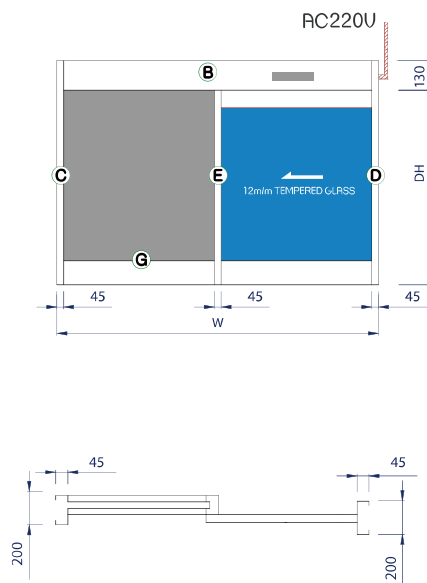 AC220V
B
130
C
E
D
DH
12m/m TEMPERED GLASS
G
45
45
45
W
45
45
200
200